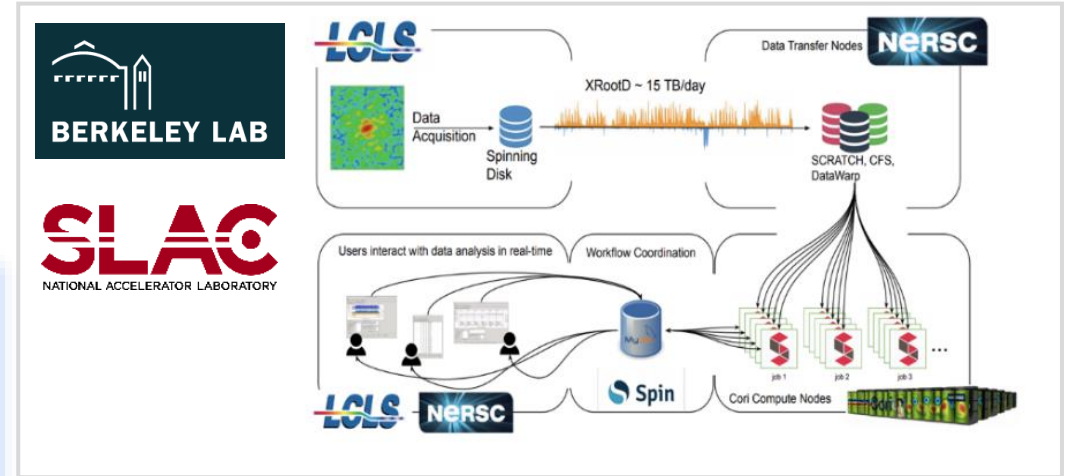 BERKELEY LAB
SLAC
NATIONAL ACCELERATOR LABORATORY
LCLS
Data Acquisition
Spinning Disk
XRootD ~ 15 TB/day
Data Transfer Nodes
NERSC
SCRATCH, CFS,
DataWarp
Users interact with data analysis in real-time
Workflow Coordination
job 1
job 2
job 3
...
LCLS
NERSC
Spin
Cori Compute Nodes
Cori